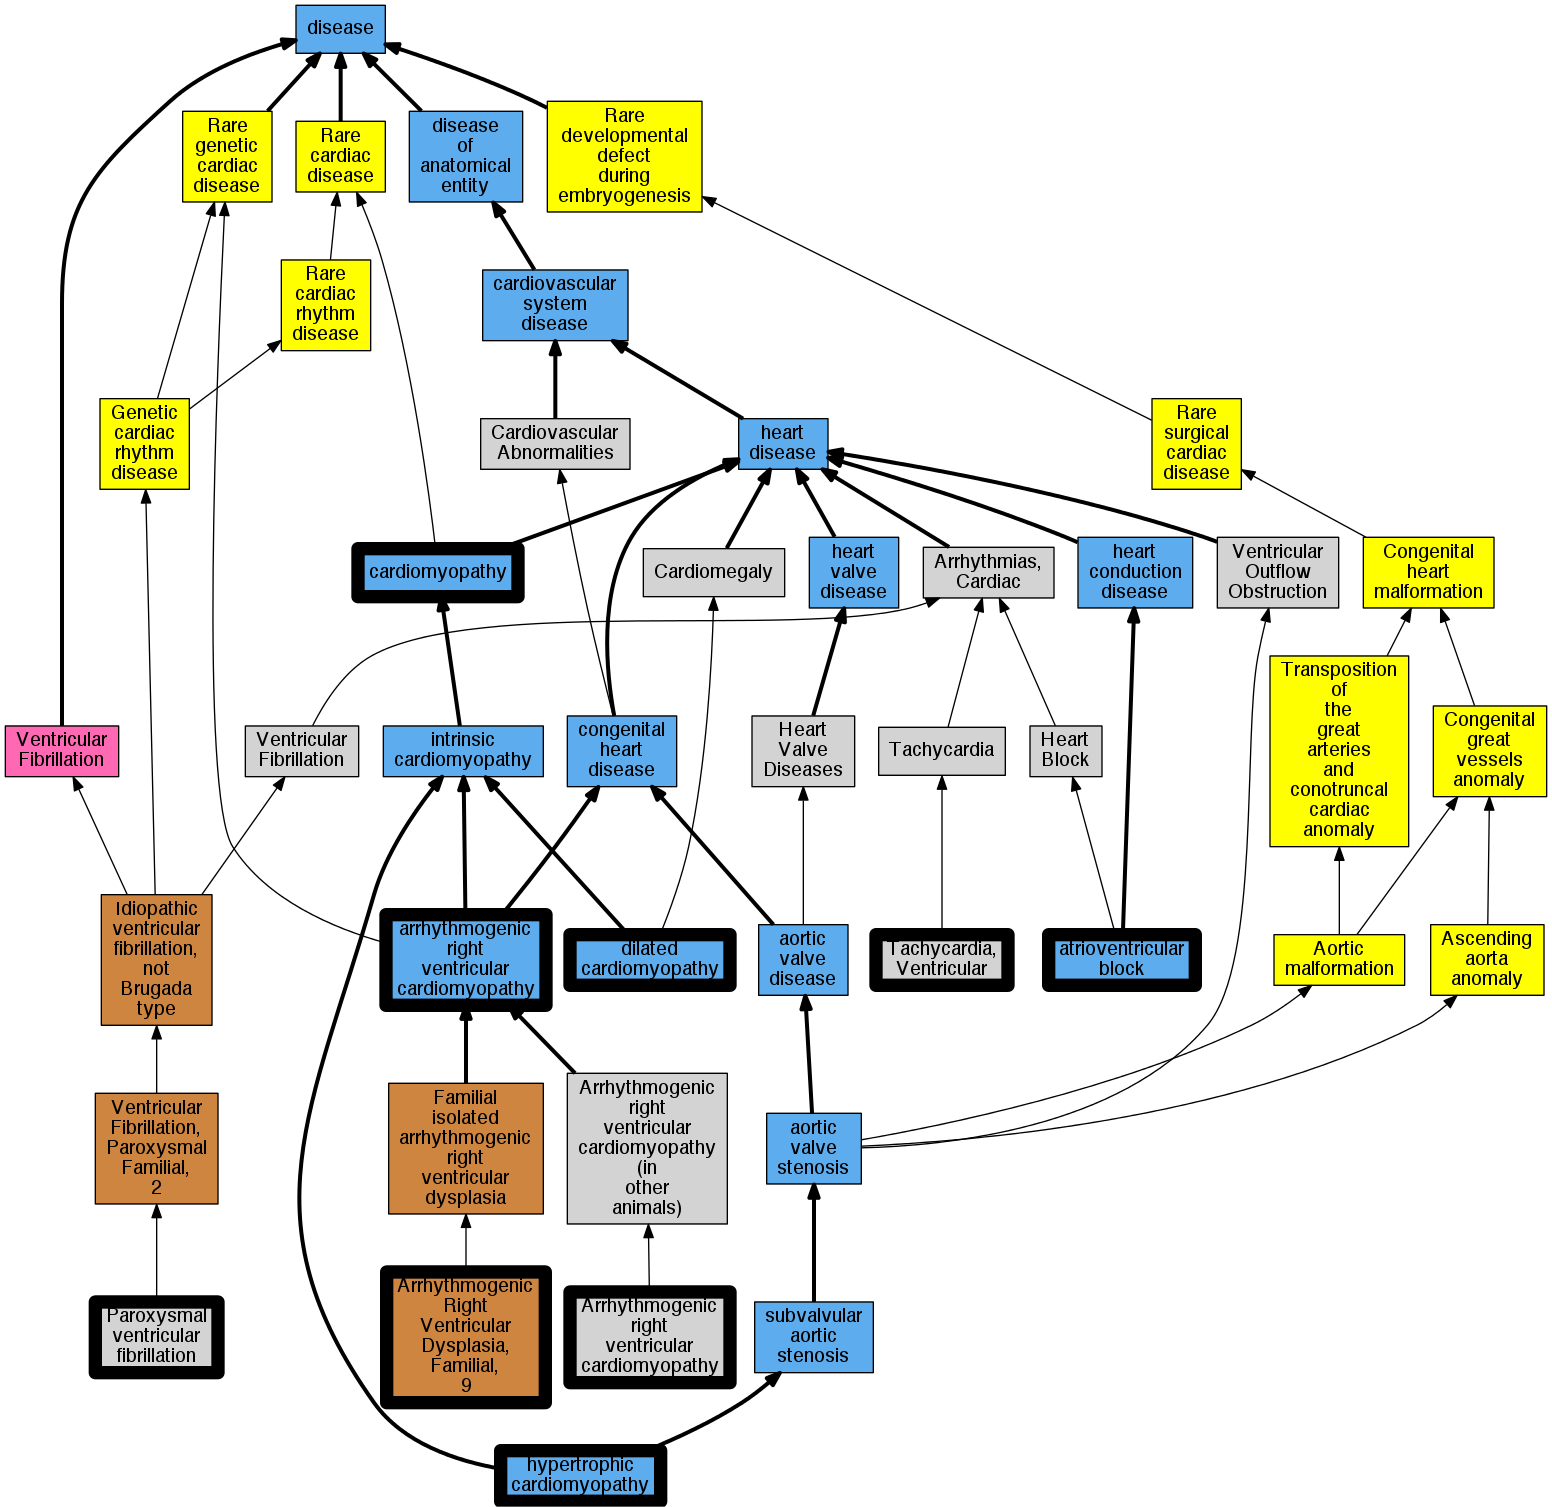 disease
Rare
genetic
cardiac
disease
Rare
cardiac
disease
disease
of
anatomical
entity
Rare
developmental
defect
during
embryogenesis
Rare
cardiac
rhythm
disease
cardiovascular
system
disease
Genetic
cardiac
rhythm
disease
Cardiovascular
Abnormalities
heart
disease
Rare
surgical
cardiac
disease
cardiomyopathy
Cardiomegaly
heart
valve
disease
Arrhythmias,
Cardiac
heart
conduction
disease
Ventricular
Outflow
Obstruction
Congenital
heart
malformation
Transposition
of
the
great
arteries
and
conotruncal
cardiac
anomaly
Congenital
great
vessels
anomaly
Ventricular
Fibrillation
Ventricular
Fibrillation
intrinsic
cardiomyopathy
congenital
heart
disease
Heart
Valve
Diseases
Tachycardia
Heart
Block
Idiopathic
ventricular
fibrillation,
not
Brugada
type
arrhythmogenic
right
ventricular
cardiomyopathy
dilated
cardiomyopathy
aortic
valve
disease
Tachycardia,
Ventricular
atrioventricular
block
Aortic
malformation
Ascending
aorta
anomaly
Ventricular
Fibrillation,
Paroxysmal
Familial,
2
Familial
isolated
arrhythmogenic
right
ventricular
dysplasia
Arrhythmogenic
right
ventricular
cardiomyopathy
(in
other
animals)
aortic
valve
stenosis
Paroxysmal
ventricular
fibrillation
Arrhythmogenic
Right
Ventricular
Dysplasia,
Familial,
9
Arrhythmogenic
right
ventricular
cardiomyopathy
subvalvular
aortic
stenosis
hypertrophic
cardiomyopathy